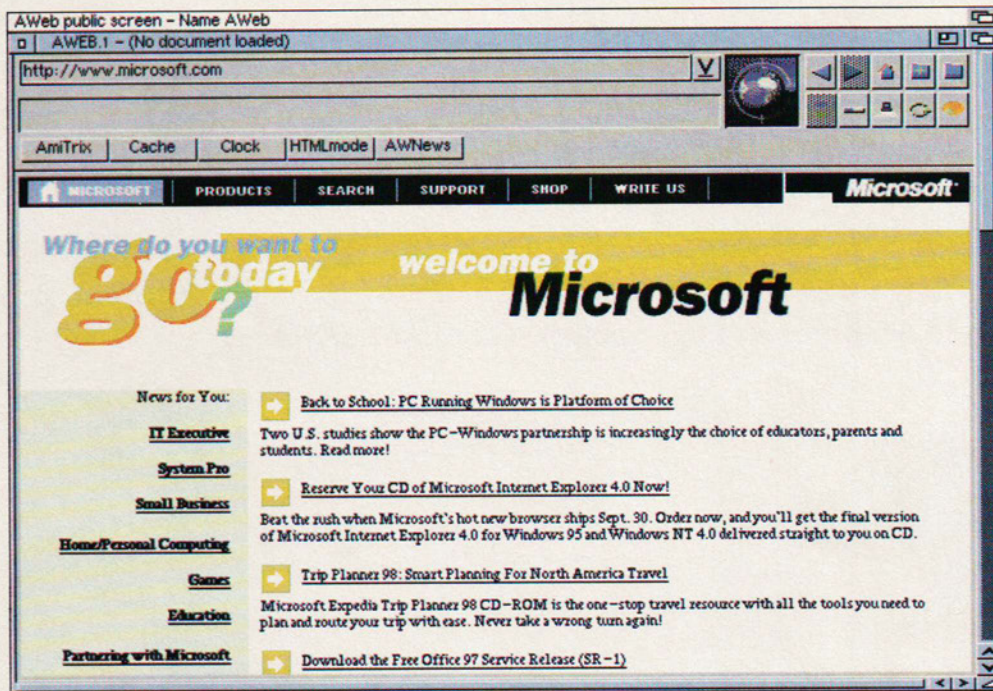 AWeb public screen - Name AWeb
AWEB.1 - (No document loaded)
http://www.microsoft.com
AmiTrix
Cache
Clock
HTMLmode
AWNews
MICROSOFT
PRODUCTS
SEARCH
SUPPORT
SHOP
WRITE US
Microsoft
Where do you want to
go today
?
welcome to
Microsoft
News for You:
IT Executive
System Pro
Small Business
Home/Personal Computing
Games
Education
Partnering with Microsoft
Back to School: PC Running Windows is Platform of Choice
Two U.S. studies show the PC-Windows partnership is increasingly the choice of educators, parents and
students. Read more!
Reserve Your CD of Microsoft Internet Explorer 4.0 Now!
Beat the rush when Microsoft's hot new browser ships Sept. 30. Order now, and you'll get the final version
of Microsoft Internet Explorer 4.0 for Windows 95 and Windows NT 4.0 delivered straight to you on CD.
Trip Planner 98: Smart Planning For North America Travel
Microsoft Expedia Trip Planner 98 CD-ROM is the one-stop travel resource with all the tools you need to
plan and route your trip with ease. Never take a wrong turn again!
Download the Free Office 97 Service Release (SR-1)